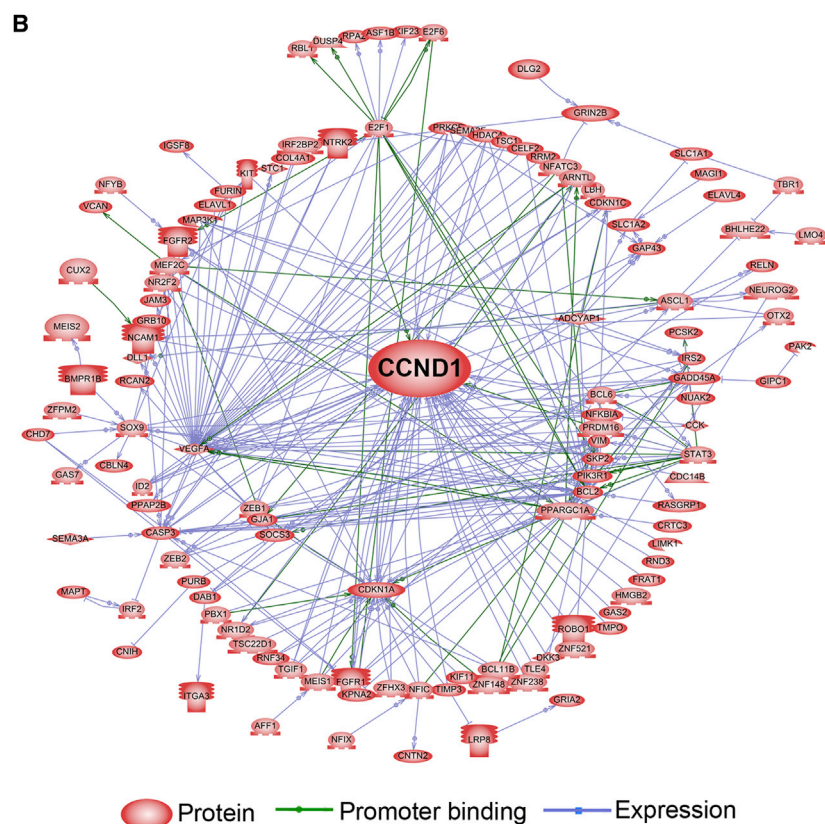 B
E2F6
ASF1B
KIF23
RPA2
DUSP4
RBL1
DLG2
E2F1
PRKCE
GRIN2B
NTRK2
IRF2BP2
COL4A1
HDAC4
TSC1
CELF2
RRM2
NFATC3
ARNTL
LBH
CDKN1C
IGSF8
KIT
STC1
SLC1A1
MAGI1
ELAVL4
TBR1
NFYB
FURIN
ELAVL1
VCAN
MAP3K1
SLC1A2
GAP43
BHLHE22
LMO4
FGFR2
MEF2C
NR2F2
CUX2
JAM3
RELN
NEUROG2
ASCL1
OTX2
GRB10
NCAM1
DLL1
ADCYAP1
MEIS2
PCSK2
PAK2
IRS2
CCND1
BMPR1B
RCAN2
GADD45A
GIPC1
NUAK2
BCL6
ZFPM2
NFKBIA
CCK
SOX9
PRDM16
CHD7
VIM
STAT3
VEGFA
SKP2
CBLN4
GAS7
PIK3R1
CDC14B
ID2
BCL2
RASGRP1
PPAP2B
ZEB1
GJA1
PPARGC1A
CRTC3
SEMA3A
CASP3
SOCS3
LIMK1
ZEB2
RND3
PURB
FRAT1
MAPT
DAB1
CDKN1A
HMGB2
IRF2
PBX1
GAS2
TMPO
NR1D2
ROBO1
CNIH
TSC22D1
ZNF521
RNF34
DKK3
TGIF1
BCL11B
TLE4
ITGA3
MEIS1
FGFR1
KIF11
ZNF148
ZNF238
KPNA2
ZFHX3
NFIC
TIMP3
GRIA2
AFF1
NFIX
LRP8
CNTN2
Protein
Promoter binding
Expression